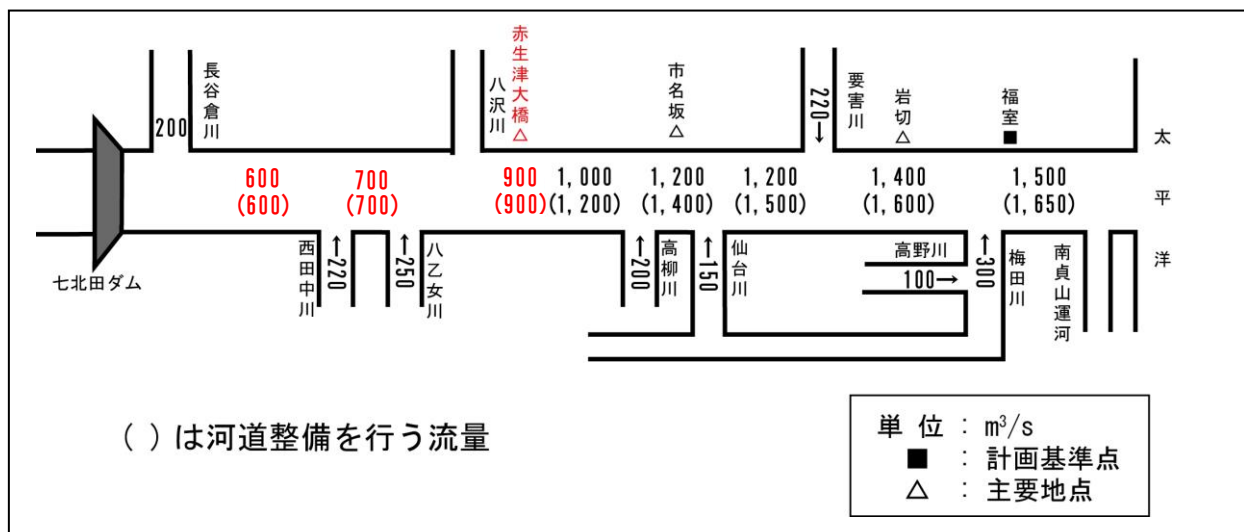 長谷倉川
200
八沢川
赤生津大橋
△
市名坂
△
220→
要害川
岩切
△
福室
■
太平洋
600
(600)
700
(700)
900
(900)
1,000
(1,200)
1,200
(1,400)
1,200
(1,500)
1,400
(1,600)
1,500
(1,650)
七北田ダム
西田中川
←220
←250
八乙女川
←200
高柳川
←150
仙台川
高野川
100→
←300
梅田川
南貞山運河
( )は河道整備を行う流量
単 位 : m³/s
■ : 計画基準点
△ : 主要地点